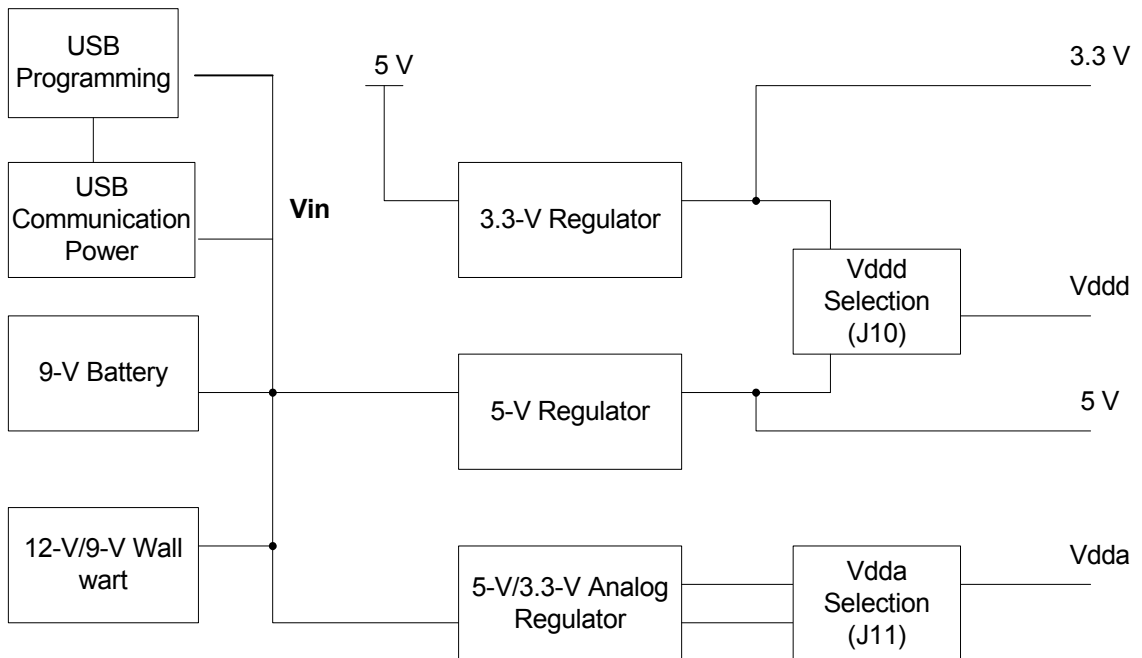 USB
Programming
5 V
3.3 V
USB
Communication
Power
Vin
3.3-V Regulator
Vddd
Selection
(J10)
Vddd
9-V Battery
5-V Regulator
5 V
12-V/9-V Wall
wart
5-V/3.3-V Analog
Regulator
Vdda
Selection
(J11)
Vdda